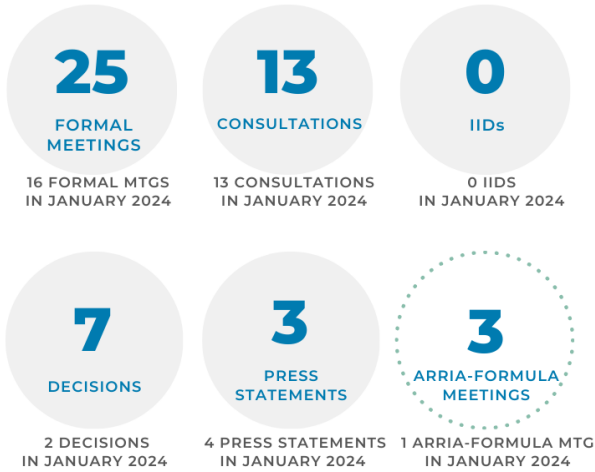 25
FORMAL
MEETINGS
16 FORMAL MTGS
IN JANUARY 2024
13
CONSULTATIONS
13 CONSULTATIONS
IN JANUARY 2024
0
IIDs
0 IIDS
IN JANUARY 2024
7
DECISIONS
2 DECISIONS
IN JANUARY 2024
3
PRESS
STATEMENTS
4 PRESS STATEMENTS
IN JANUARY 2024
3
ARRIA-FORMULA
MEETINGS
1 ARRIA-FORMULA MTG
IN JANUARY 2024